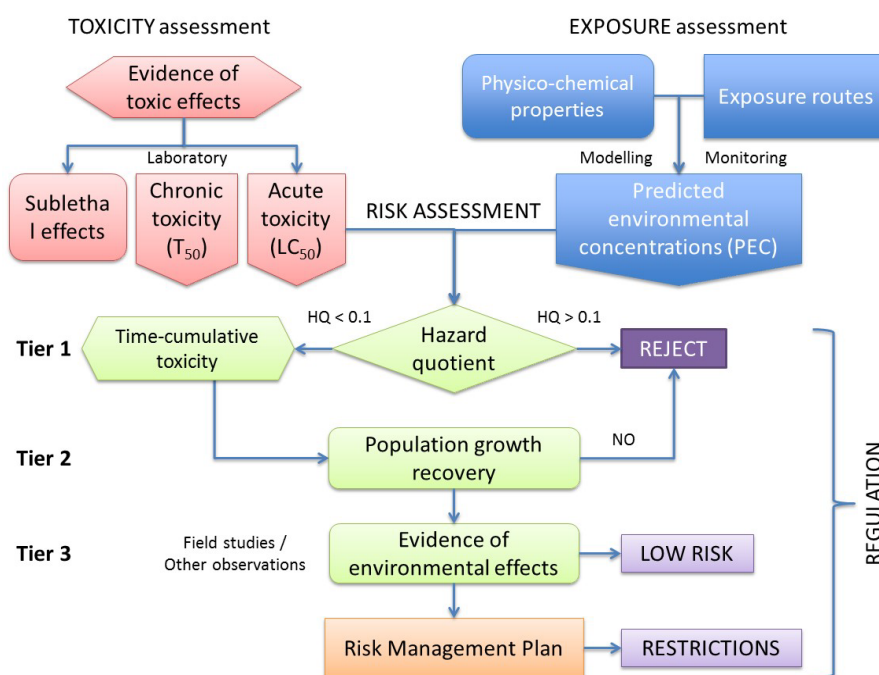 TOXICITY assessment
EXPOSURE assessment
Evidence of
toxic effects
Physico-chemical
properties
Exposure routes
Laboratory
Modelling
Monitoring
Subletha
l effects
Chronic
toxicity
(T₅₀)
Acute
toxicity
(LC₅₀)
RISK ASSESSMENT
Predicted
environmental
concentrations (PEC)
HQ < 0.1
HQ > 0.1
Tier 1
Time-cumulative
toxicity
Hazard
quotient
REJECT
Tier 2
Population growth
recovery
NO
Tier 3
Field studies /
Other observations
Evidence of
environmental effects
LOW RISK
Risk Management Plan
RESTRICTIONS
REGULATION